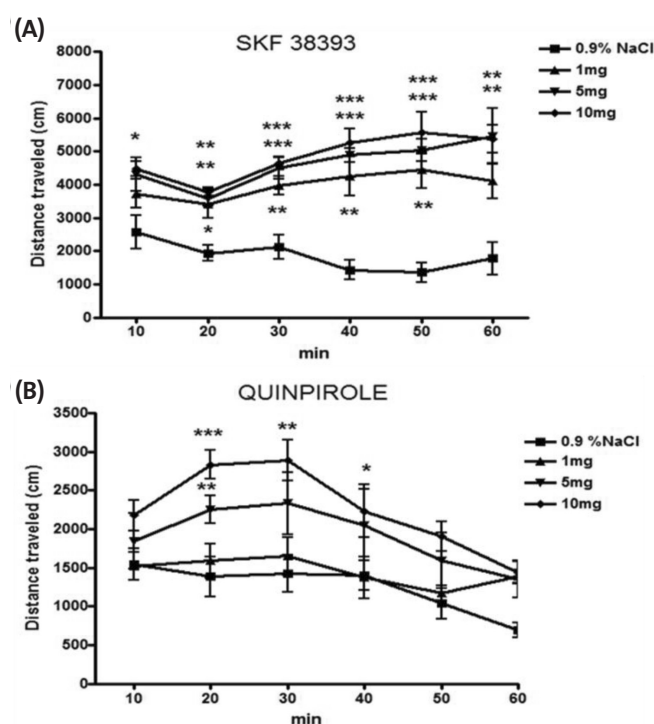 (A)
SKF 38393
0.9% NaCl
1mg
5mg
10mg
Distance traveled (cm)
8000
7000
6000
5000
4000
3000
2000
1000
0
*
**
**
***
***
***
***
***
***
**
**
*
**
**
**
10 20 30 40 50 60
min
(B)
QUINPIROLE
0.9 %NaCl
1mg
5mg
10mg
Distance traveled (cm)
3500
3000
2500
2000
1500
1000
500
0
***
**
*
**
10 20 30 40 50 60
min